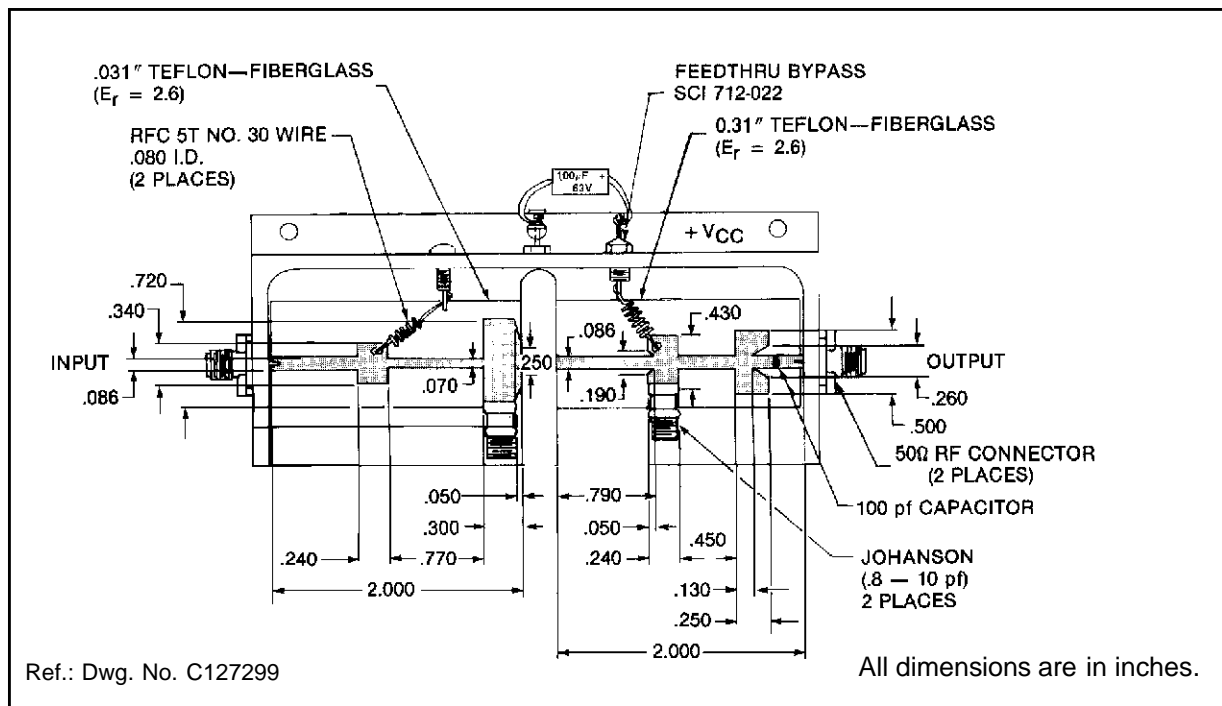 .031" TEFLON—FIBERGLASS
(Er = 2.6)
RFC 5T NO. 30 WIRE
.080 I.D.
(2 PLACES)
FEEDTHRU BYPASS
SCI 712-022
0.31" TEFLON—FIBERGLASS
(Er = 2.6)
100µF +
63V
+ VCC
.720
.340
INPUT
.086
.070
.250
.086
.190
.430
OUTPUT
.260
.500
50Ω RF CONNECTOR
(2 PLACES)
100 pf CAPACITOR
JOHANSON
(.8 — 10 pf)
2 PLACES
.050
.300
.240
.770
2.000
.790
.050
.240
.450
.130
.250
2.000
Ref.: Dwg. No. C127299
All dimensions are in inches.